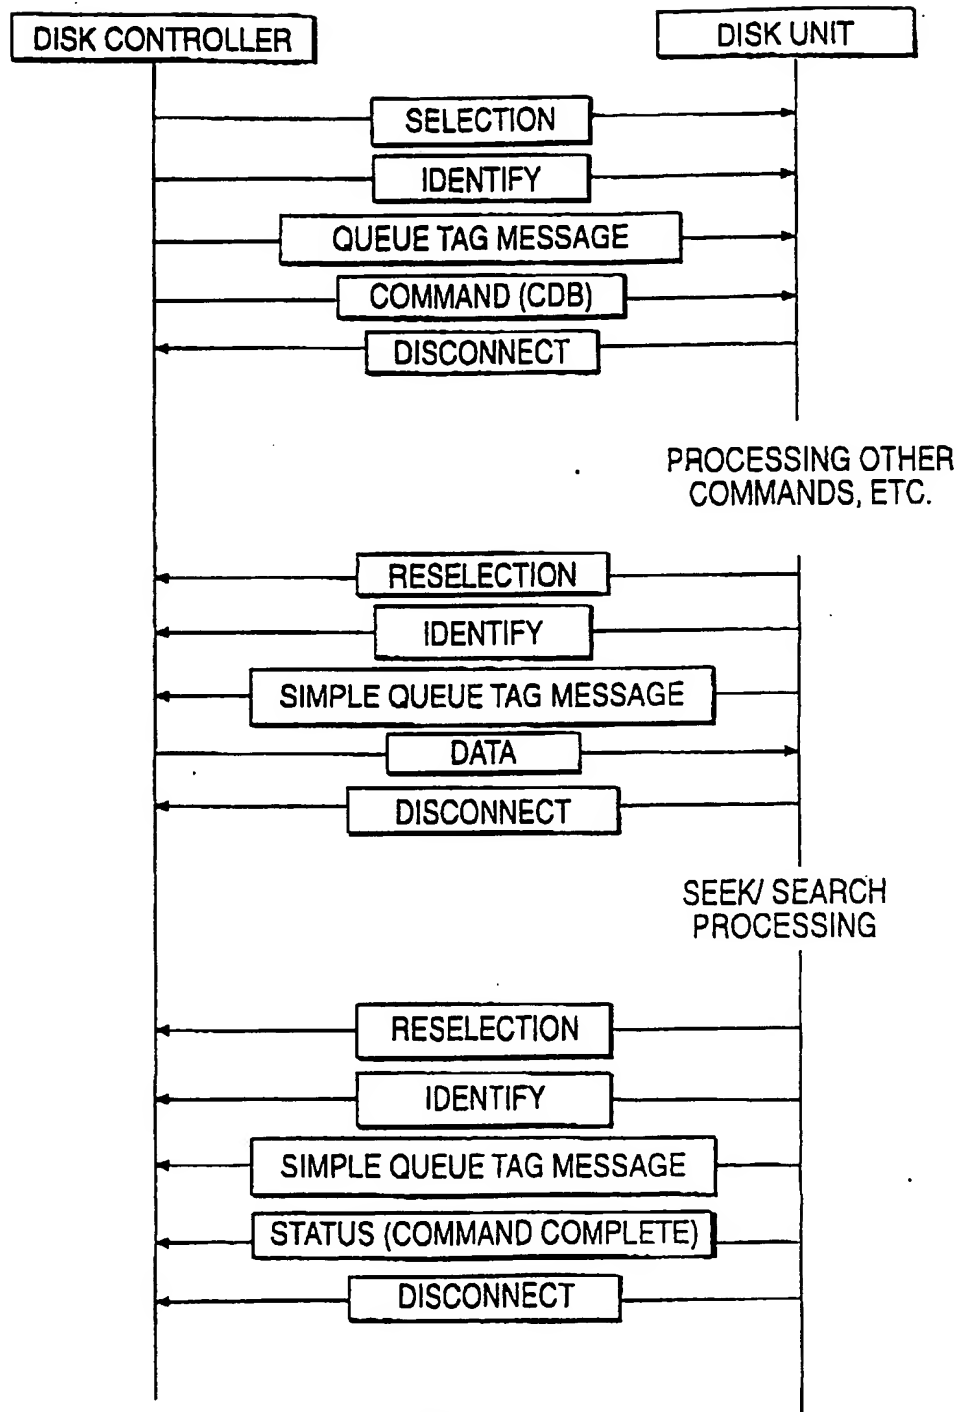 DISK CONTROLLER
DISK UNIT
SELECTION
IDENTIFY
QUEUE TAG MESSAGE
COMMAND (CDB)
DISCONNECT
PROCESSING OTHER
COMMANDS, ETC.
RESELECTION
IDENTIFY
SIMPLE QUEUE TAG MESSAGE
DATA
DISCONNECT
SEEK/ SEARCH
PROCESSING
RESELECTION
IDENTIFY
SIMPLE QUEUE TAG MESSAGE
STATUS (COMMAND COMPLETE)
DISCONNECT